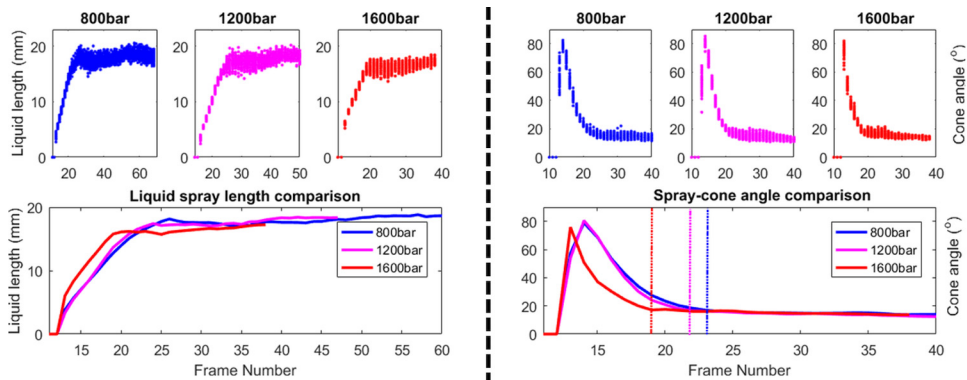 800bar
1200bar
1600bar
Liquid length (mm)
20
10
0
20 40 60
20
10
0
20 30 40 50
20
10
0
10 20 30 40
Liquid spray length comparison
Liquid length (mm)
20
10
0
800bar
1200bar
1600bar
15 20 25 30 35 40 45 50 55 60
Frame Number
800bar
1200bar
1600bar
80
60
40
20
0
10 20 30 40
80
60
40
20
0
10 20 30 40
80
60
40
20
0
10 20 30 40
Cone angle (°)
Spray-cone angle comparison
100
50
0
800bar
1200bar
1600bar
15 20 25 30 35 40
Frame Number
Cone angle (°)